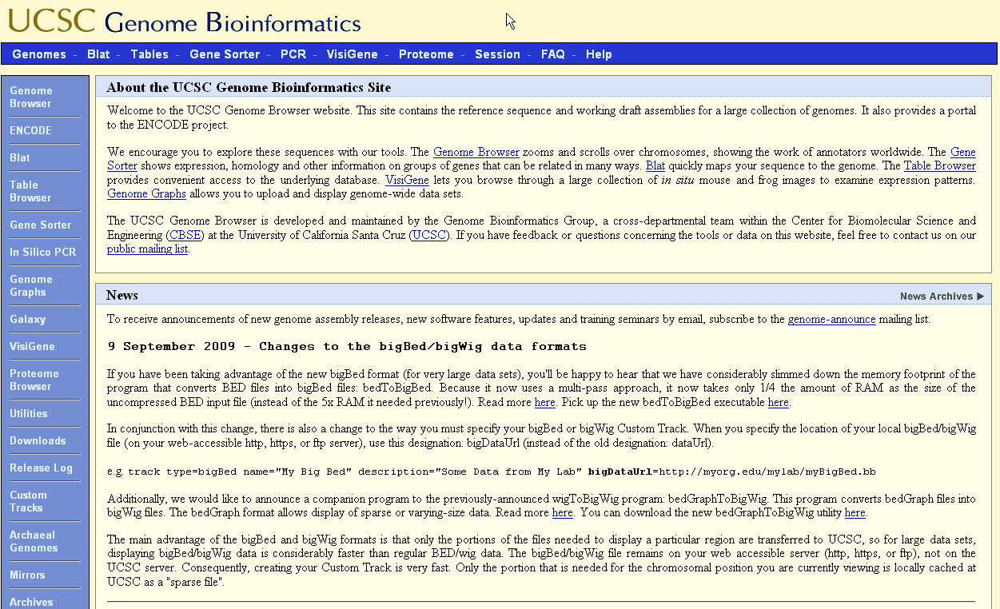 UCSC Genome Bioinformatics
Genomes - Blat - Tables - Gene Sorter - PCR - VisiGene - Proteome - Session - FAQ - Help
Genome
Browser
ENCODE
Blat
Table
Browser
Gene Sorter
In Silico PCR
Genome
Graphs
Galaxy
VisiGene
Proteome
Browser
Utilities
Downloads
Release Log
Custom
Tracks
Archaeal
Genomes
Mirrors
Archives
About the UCSC Genome Bioinformatics Site
Welcome to the UCSC Genome Browser website. This site contains the reference sequence and working draft assemblies for a large collection of genomes. It also provides a portal
to the ENCODE project.
We encourage you to explore these sequences with our tools. The Genome Browser zooms and scrolls over chromosomes, showing the work of annotators worldwide. The Gene
Sorter shows expression, homology and other information on groups of genes that can be related in many ways. Blat quickly maps your sequence to the genome. The Table Browser
provides convenient access to the underlying database. VisiGene lets you browse through a large collection of in situ mouse and frog images to examine expression patterns.
Genome Graphs allows you to upload and display genome-wide data sets.
The UCSC Genome Browser is developed and maintained by the Genome Bioinformatics Group, a cross-departmental team within the Center for Biomolecular Science and
Engineering (CBSE) at the University of California Santa Cruz (UCSC). If you have feedback or questions concerning the tools or data on this website, feel free to contact us on our
public mailing list.
News
News Archives ▶
To receive announcements of new genome assembly releases, new software features, updates and training seminars by email, subscribe to the genome-announce mailing list.
9 September 2009 - Changes to the bigBed/bigWig data formats
If you have been taking advantage of the new bigBed format (for very large data sets), you'll be happy to hear that we have considerably slimmed down the memory footprint of the
program that converts BED files into bigBed files: bedToBigBed. Because it now uses a multi-pass approach, it now takes only 1/4 the amount of RAM as the size of the
uncompressed BED input file (instead of the 5x RAM it needed previously!). Read more here. Pick up the new bedToBigBed executable here.
In conjunction with this change, there is also a change to the way you must specify your bigBed or bigWig Custom Track. When you specify the location of your local bigBed/bigWig
file (on your web-accessible http, https, or ftp server), use this designation: bigDataUrl (instead of the old designation: dataUrl).
e.g. track type=bigBed name="My Big Bed" description="Some Data from My Lab" bigDataUrl=http://myorg.edu/mylab/myBigBed.bb
Additionally, we would like to announce a companion program to the previously-announced wigToBigWig program: bedGraphToBigWig. This program converts bedGraph files into
bigWig files. The bedGraph format allows display of sparse or varying-size data. Read more here. You can download the new bedGraphToBigWig utility here.
The main advantage of the bigBed and bigWig formats is that only the portions of the files needed to display a particular region are transferred to UCSC, so for large data sets,
displaying bigBed/bigWig data is considerably faster than regular BED/wig data. The bigBed/bigWig file remains on your web accessible server (http, https, or ftp), not on the
UCSC server. Consequently, creating your Custom Track is very fast. Only the portion that is needed for the chromosomal position you are currently viewing is locally cached at
UCSC as a "sparse file".